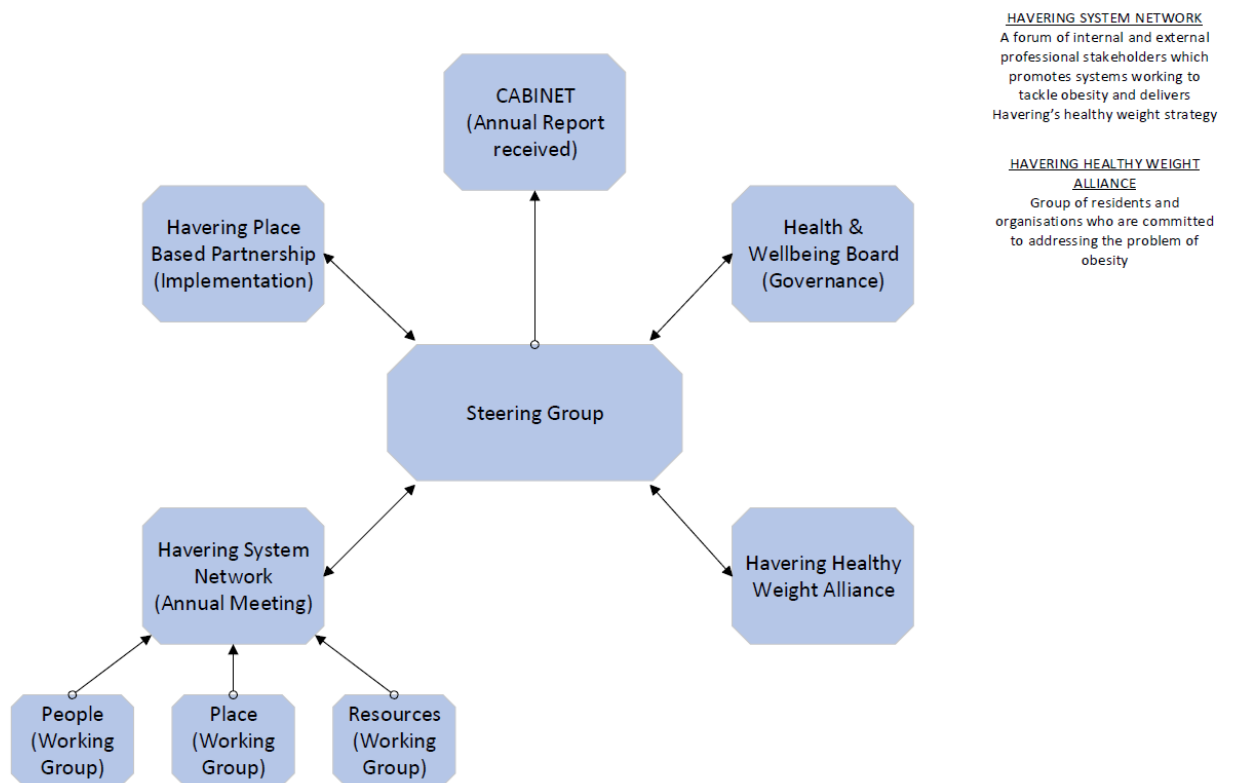 HAVERING SYSTEM NETWORK
A forum of internal and external
professional stakeholders which
promotes systems working to
tackle obesity and delivers
Havering's healthy weight strategy
HAVERING HEALTHY WEIGHT
ALLIANCE
Group of residents and
organisations who are committed
to addressing the problem of
obesity
CABINET
(Annual Report
received)
Havering Place
Based Partnership
(Implementation)
Health &
Wellbeing Board
(Governance)
Steering Group
Havering System
Network
(Annual Meeting)
Havering Healthy
Weight Alliance
People
(Working
Group)
Place
(Working
Group)
Resources
(Working
Group)